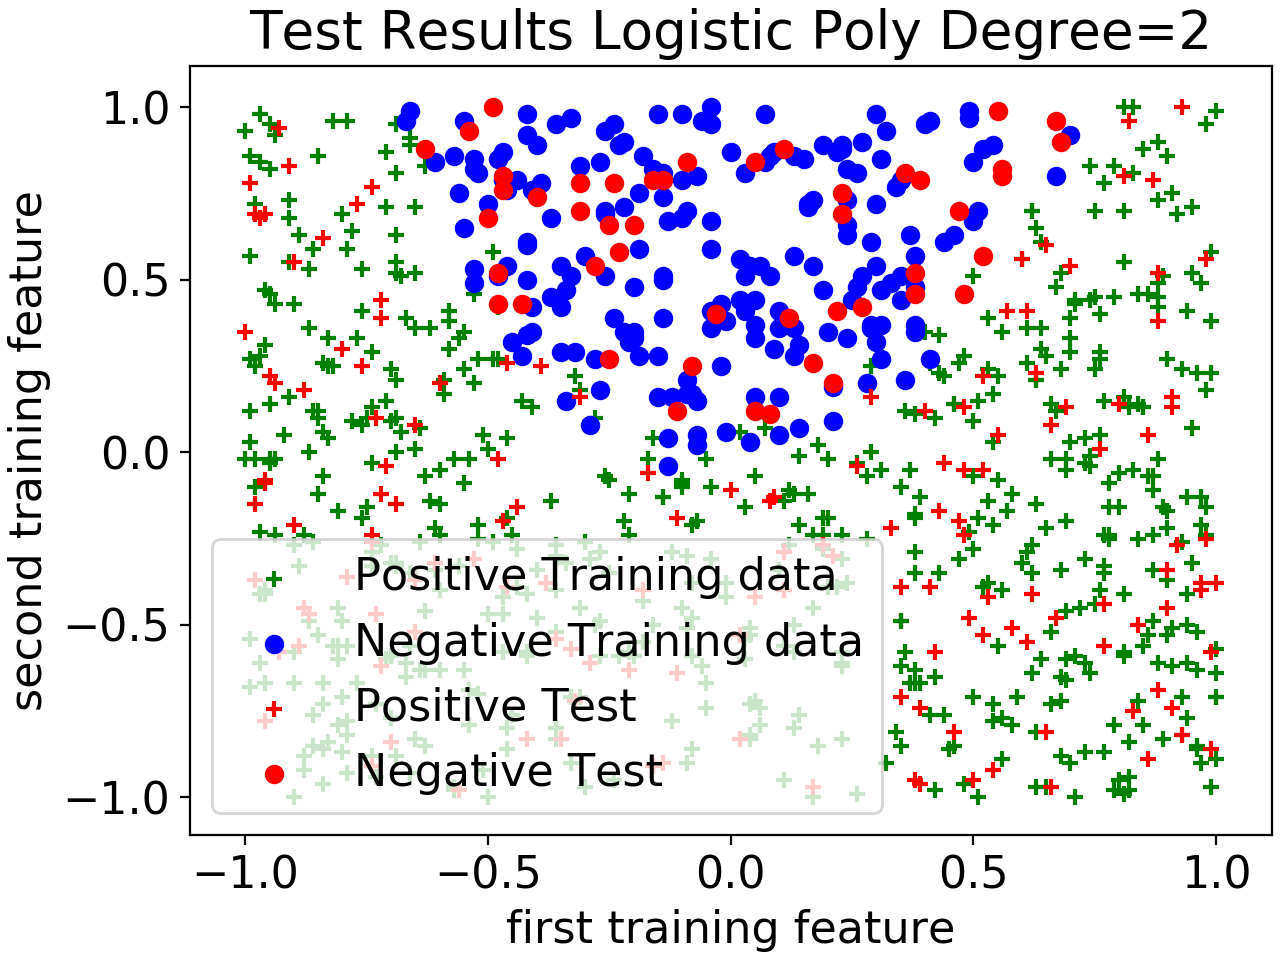 Test Results Logistic Poly Degree=2
1.0
0.5
0.0
−0.5
−1.0
second training feature
Positive Training data
Negative Training data
Positive Test
Negative Test
−1.0 −0.5 0.0 0.5 1.0
first training feature